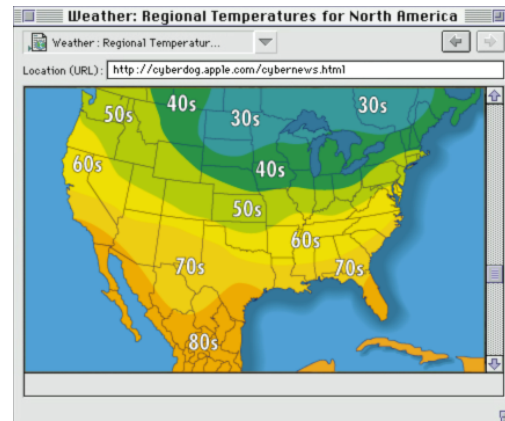 Weather: Regional Temperatures for North America
Weather: Regional Temperatur...
Location (URL): http://cyberdog.apple.com/cybernews.html
50s 40s 30s 30s
60s 40s
50s
60s
70s 70s
80s